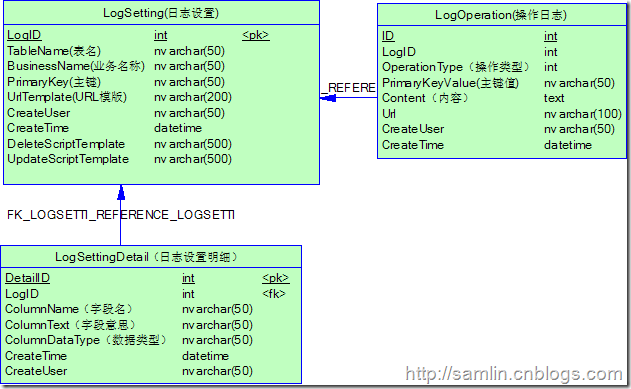 LogSetting(日志设置)
LogID int <pk>
TableName(表名) nvarchar(50)
BusinessName(业务名称) nvarchar(50)
PrimaryKey(主键) nvarchar(50)
UrlTemplate(URL模版) nvarchar(200)
CreateUser nvarchar(50)
CreateTime datetime
DeleteScriptTemplate nvarchar(500)
UpdateScriptTemplate nvarchar(500)
_REFERE
LogOperation(操作日志)
ID int
LogID int
OperationType（操作类型） int
PrimaryKeyValue(主键值) nvarchar(50)
Content（内容） text
Url nvarchar(100)
CreateUser nvarchar(50)
CreateTime datetime
FK_LOGSETTI_REFERENCE_LOGSETTI
LogSettingDetail（日志设置明细）
DetailID int <pk>
LogID int <fk>
ColumnName（字段名） nvarchar(50)
ColumnText（字段意思） nvarchar(50)
ColumnDataType（数据类型） nvarchar(50)
CreateTime datetime
CreateUser nvarchar(50)
http://samlin.cnblogs.com